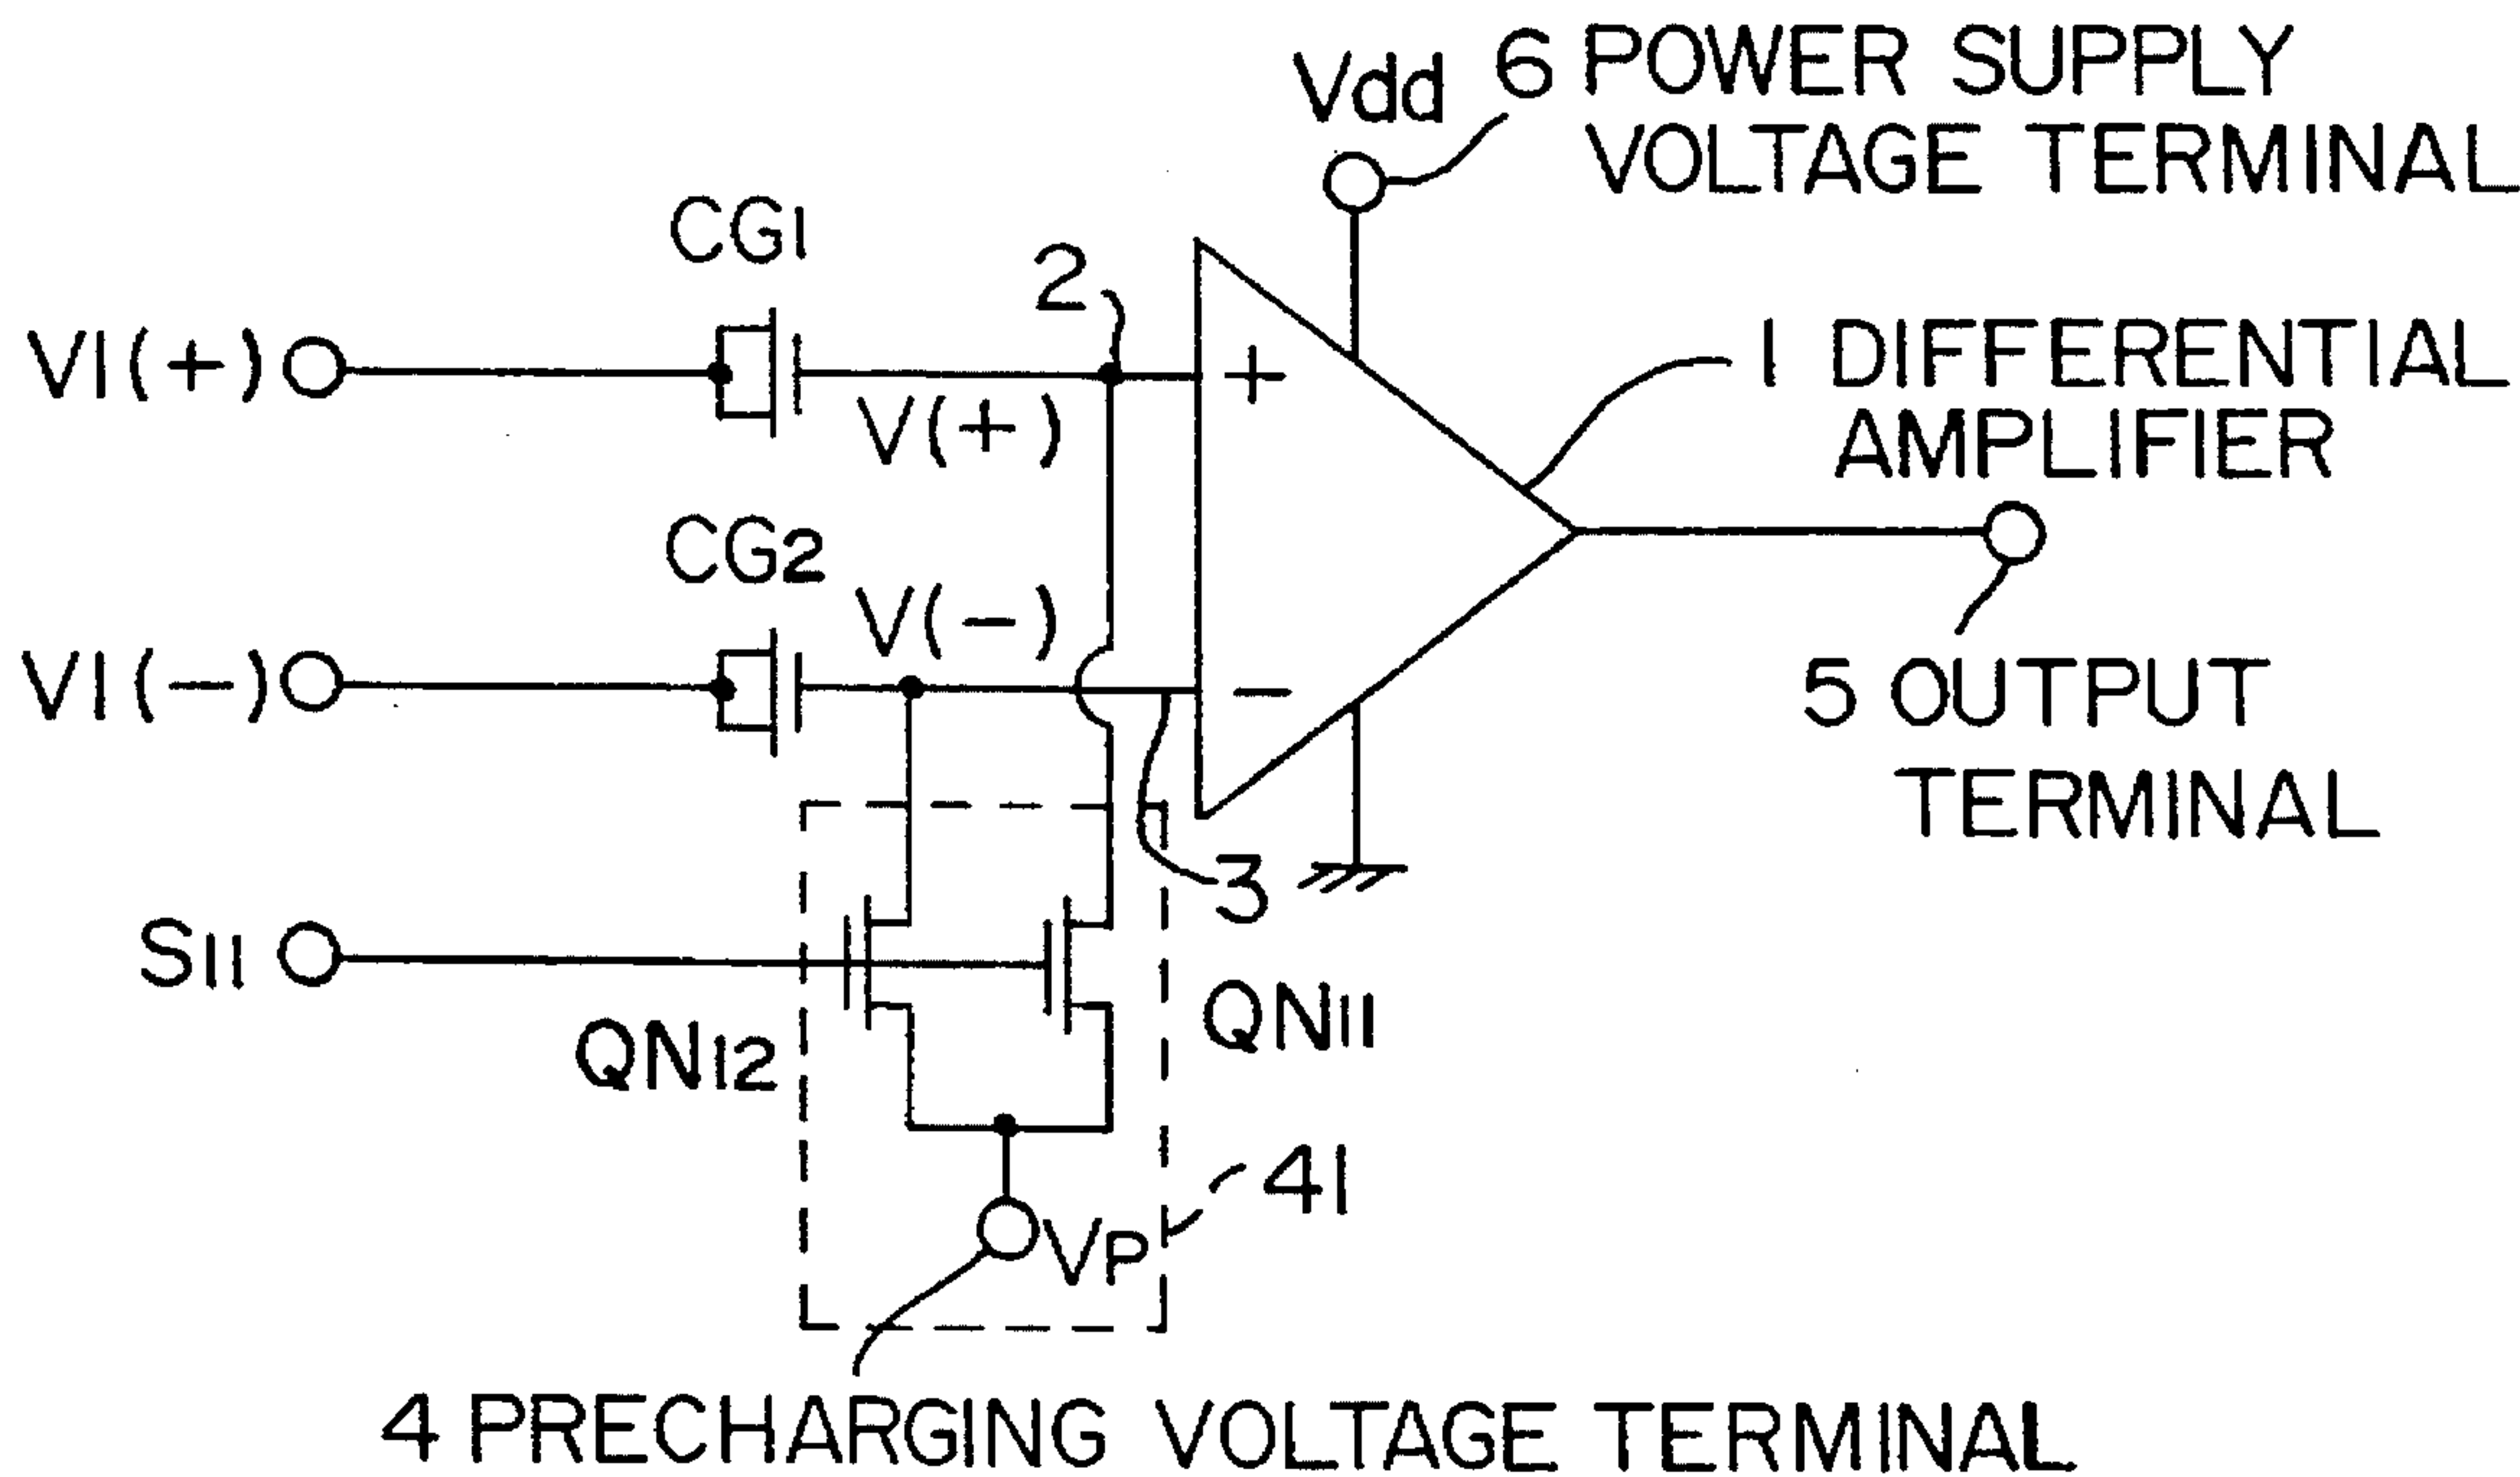 Vdd
6 POWER SUPPLY
VOLTAGE TERMINAL
CG1
2
VI(+)
V(+)
+
1 DIFFERENTIAL
AMPLIFIER
CG2
V(-)
VI(-)
-
5 OUTPUT
TERMINAL
3
S11
QN12
QN11
41
VP
4 PRECHARGING VOLTAGE TERMINAL